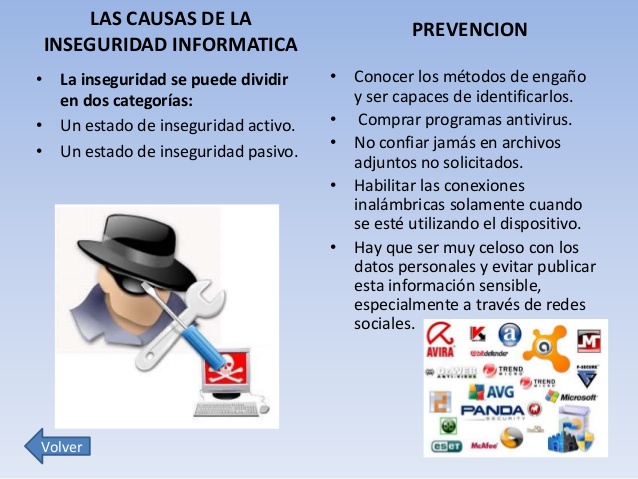 LAS CAUSAS DE LA
INSEGURIDAD INFORMATICA
• La inseguridad se puede dividir
en dos categorías:
• Un estado de inseguridad activo.
• Un estado de inseguridad pasivo.
PREVENCION
• Conocer los métodos de engaño
y ser capaces de identificarlos.
• Comprar programas antivirus.
• No confiar jamás en archivos
adjuntos no solicitados.
• Habilitar las conexiones
inalámbricas solamente cuando
se esté utilizando el dispositivo.
• Hay que ser muy celoso con los
datos personales y evitar publicar
esta información sensible,
especialmente a través de redes
sociales.
AVIRA
bitdefender
TREND
MICRO
F-SECURE
TREND
MICRO
AVG
Microsoft
PANDA
SECURITY
eset
McAfee
Volver